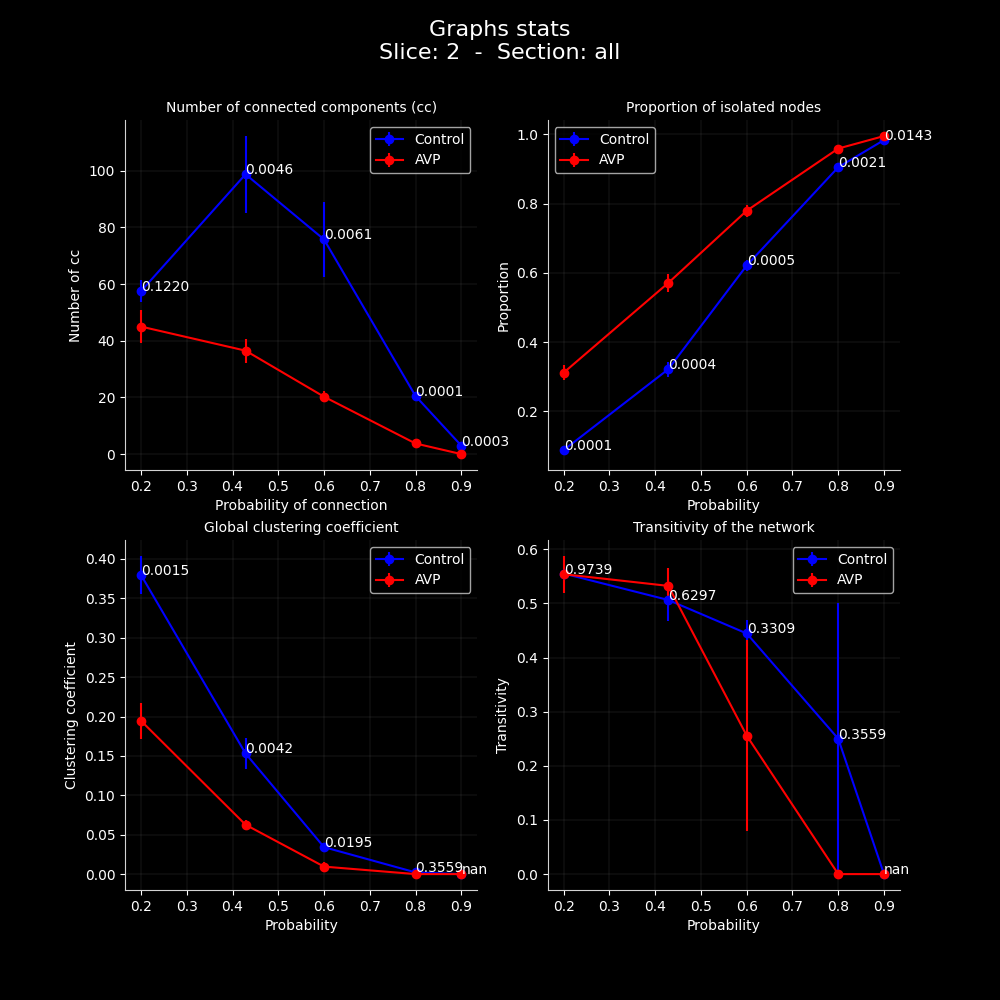 Graphs stats
Slice: 2 - Section: all
Number of connected components (cc)
Control
AVP
0.1220
0.0046
0.0061
0.0001
0.0003
100
80
60
40
20
0
Number of cc
0.2 0.3 0.4 0.5 0.6 0.7 0.8 0.9
Probability of connection
Proportion of isolated nodes
Control
AVP
0.0001
0.0004
0.0005
0.0021
0.0143
1.0
0.8
0.6
0.4
0.2
Proportion
0.2 0.3 0.4 0.5 0.6 0.7 0.8 0.9
Probability
Global clustering coefficient
Control
AVP
0.0015
0.0042
0.0195
0.3559
nan
0.40
0.35
0.30
0.25
0.20
0.15
0.10
0.05
0.00
Clustering coefficient
0.2 0.3 0.4 0.5 0.6 0.7 0.8 0.9
Probability
Transitivity of the network
Control
AVP
0.9739
0.6297
0.3309
0.3559
nan
0.6
0.5
0.4
0.3
0.2
0.1
0.0
Transitivity
0.2 0.3 0.4 0.5 0.6 0.7 0.8 0.9
Probability